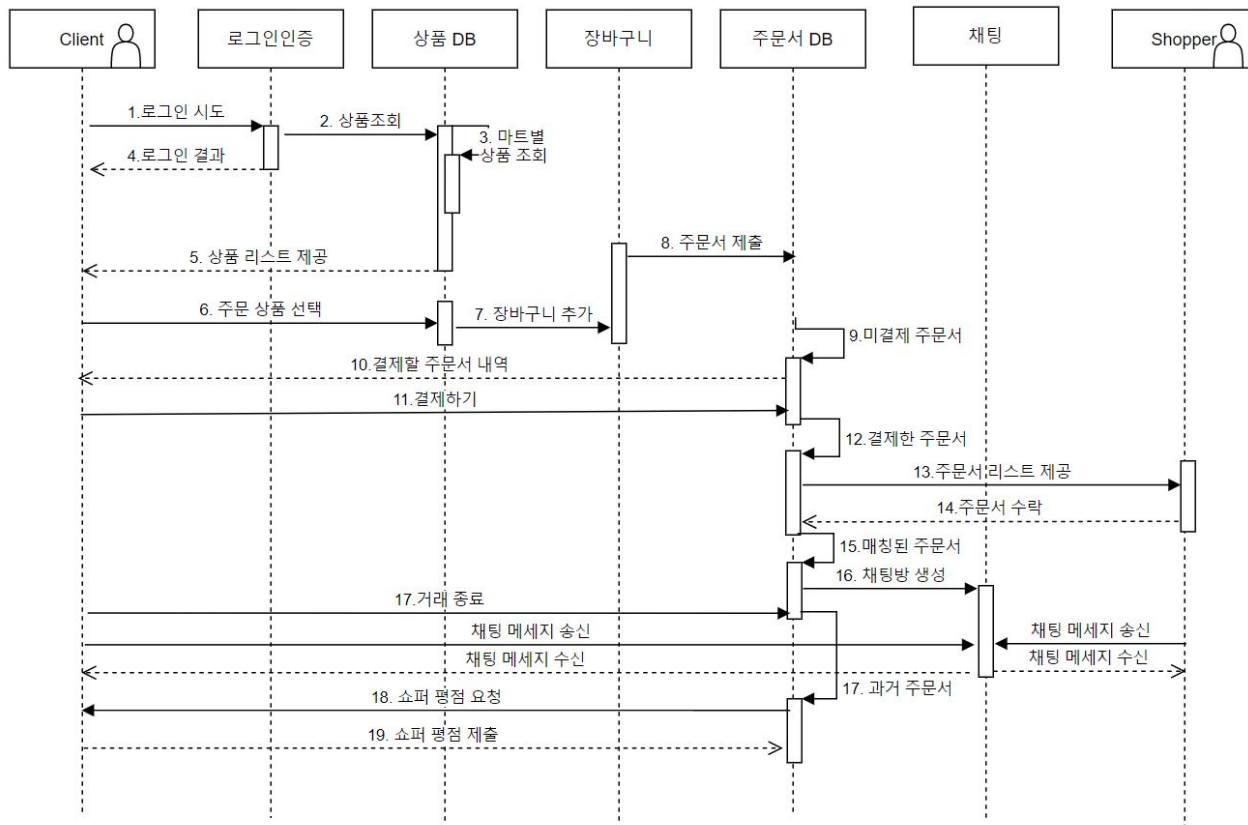 Client
로그인인증
상품 DB
장바구니
주문서 DB
채팅
Shopper
1.로그인 시도
2. 상품조회
3. 마트별
상품 조회
4.로그인 결과
8. 주문서 제출
5. 상품 리스트 제공
6. 주문 상품 선택
7. 장바구니 추가
9.미결제 주문서
10.결제할 주문서 내역
11.결제하기
12.결제한 주문서
13.주문서 리스트 제공
14.주문서 수락
15.매칭된 주문서
16. 채팅방 생성
17.거래 종료
채팅 메세지 송신
채팅 메세지 송신
채팅 메세지 수신
채팅 메세지 수신
17. 과거 주문서
18. 쇼퍼 평점 요청
19. 쇼퍼 평점 제출